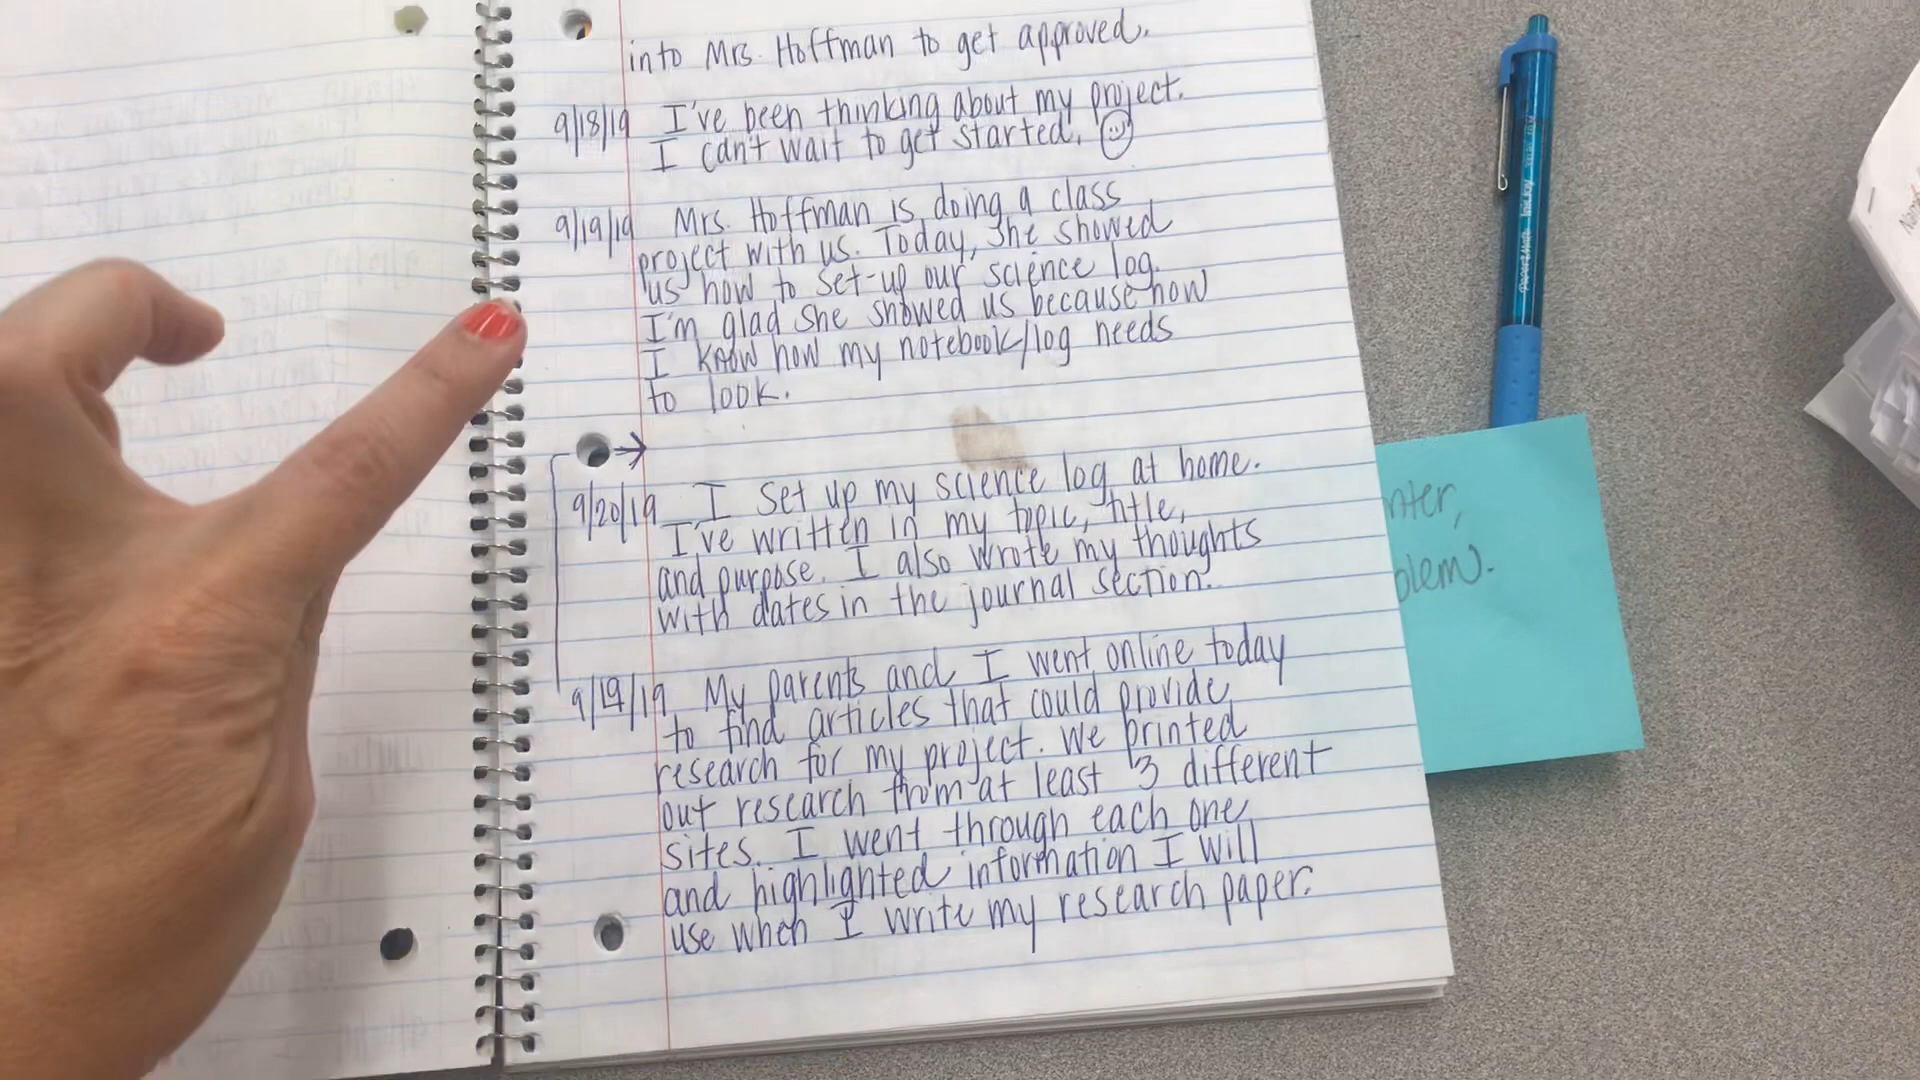 into Mrs. Hoffman to get approved.
9/18/19 I've been thinking about my project.
I can't wait to get started.
9/19/19 Mrs. Hoffman is doing a class
project with us. Today, she showed
us how to set-up our science log.
I'm glad she showed us because now
I know how my notebook/log needs
to look.
9/20/19 I set up my science log at home.
I've written in my topic, title,
and purpose. I also wrote my thoughts
with dates in the journal section.
9/19/19 My parents and I went online today
to find articles that could provide
research for my project. We printed
out research from at least 3 different
sites. I went through each one
and highlighted information I will
use when I write my research paper.
nter,
blem.
PaperMate InkJoy